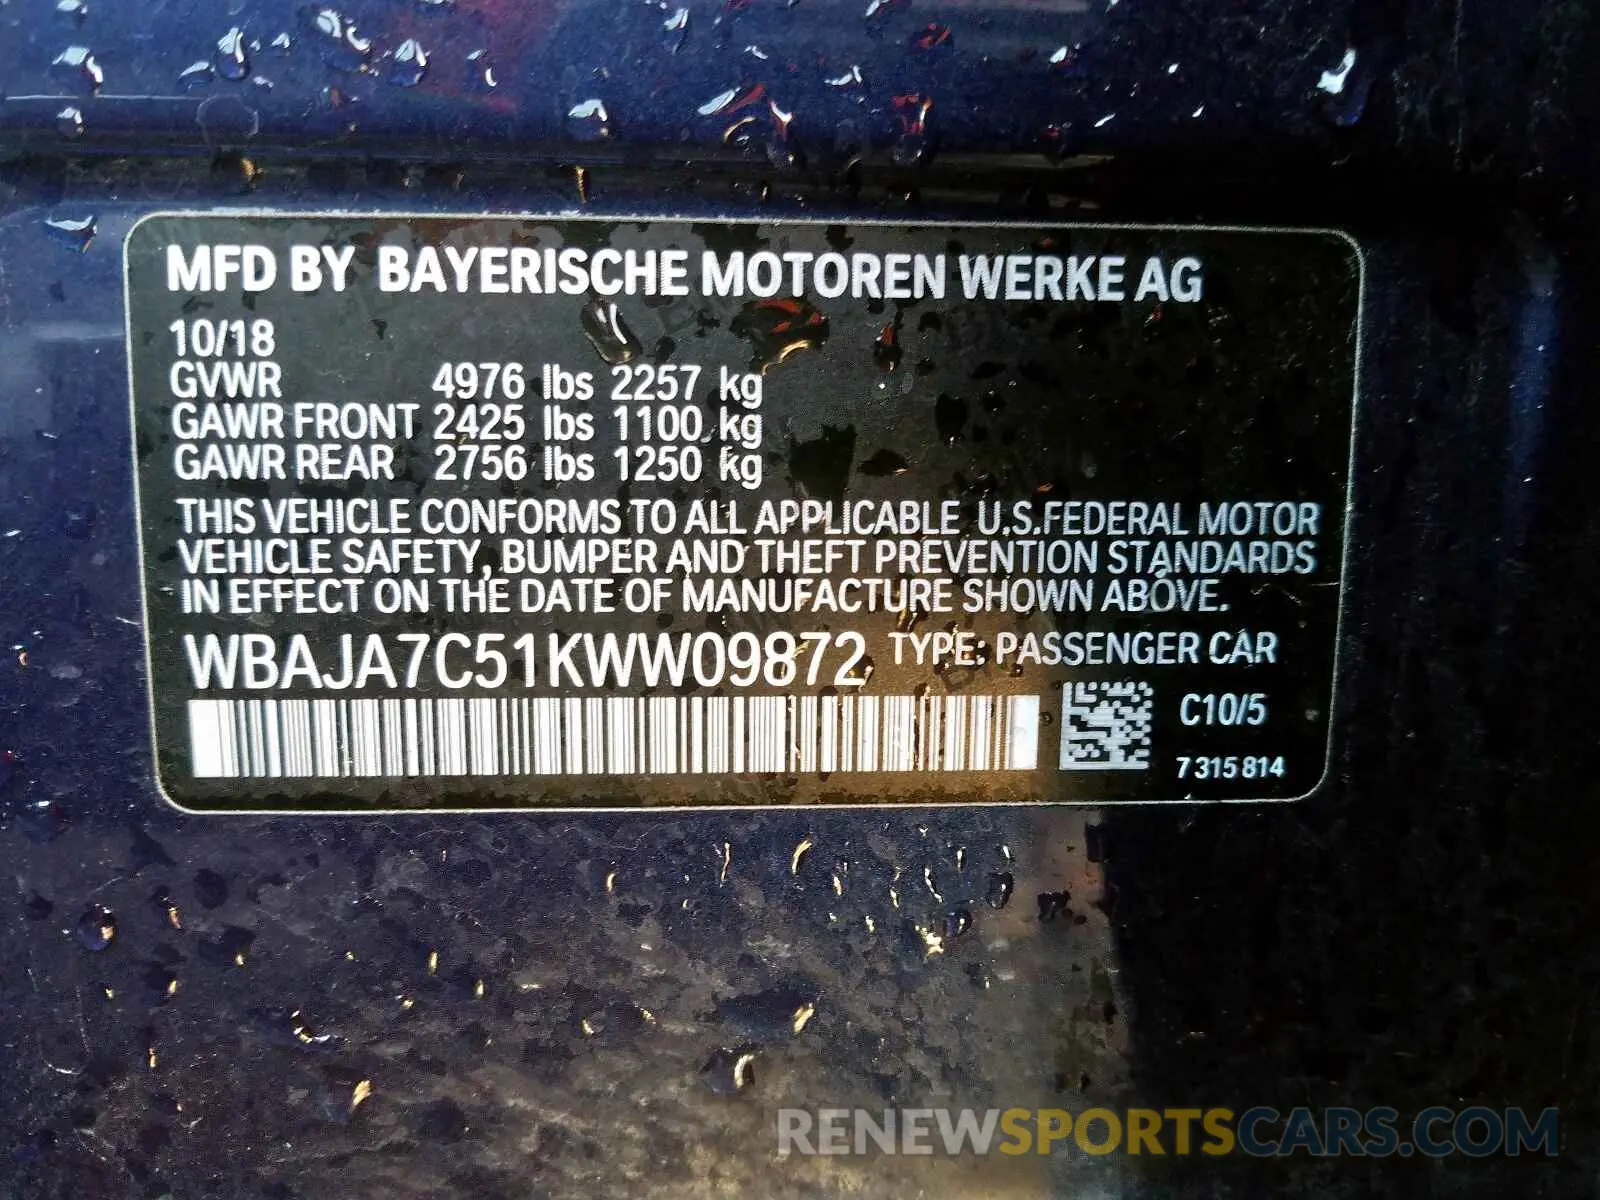 MFD BY BAYERISCHE MOTOREN WERKE AG
10/18
GVWR 4976 lbs 2257 kg
GAWR FRONT 2425 lbs 1100 kg
GAWR REAR 2756 lbs 1250 kg
THIS VEHICLE CONFORMS TO ALL APPLICABLE U.S.FEDERAL MOTOR
VEHICLE SAFETY, BUMPER AND THEFT PREVENTION STANDARDS
IN EFFECT ON THE DATE OF MANUFACTURE SHOWN ABOVE.
WBAJA7C51KWW09872 TYPE: PASSENGER CAR
C10/5
7 315 814
RENEWSPORTSCARS.COM